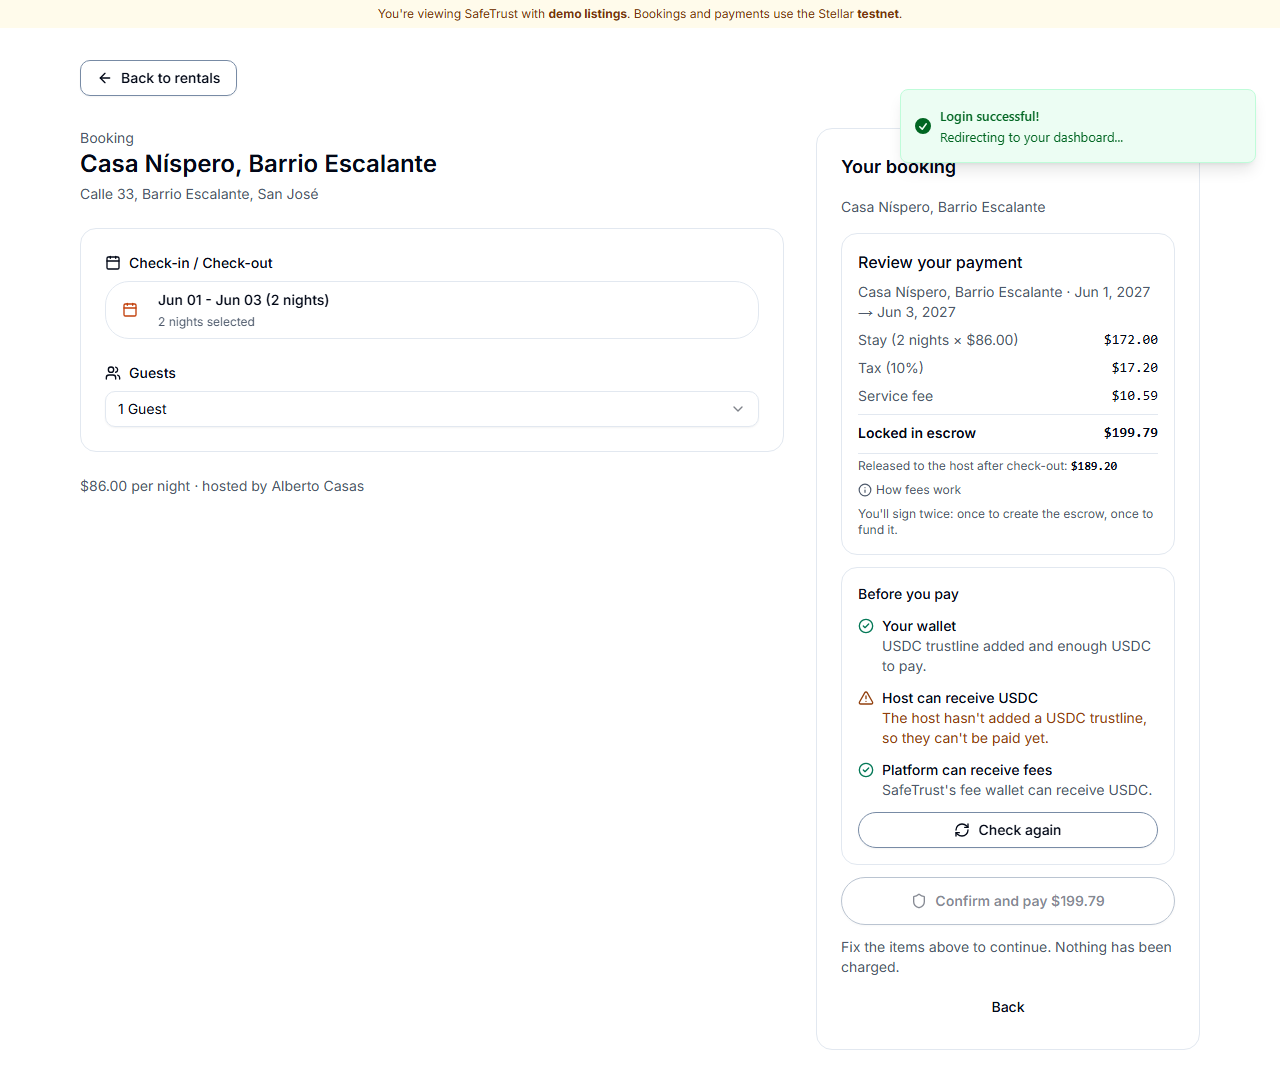 You're viewing SafeTrust with demo listings. Bookings and payments use the Stellar testnet.
Back to rentals
Login successful!
Redirecting to your dashboard...
Booking
Casa Níspero, Barrio Escalante
Calle 33, Barrio Escalante, San José
Check-in / Check-out
Jun 01 - Jun 03 (2 nights)
2 nights selected
Guests
1 Guest
$86.00 per night · hosted by Alberto Casas
Your booking
Casa Níspero, Barrio Escalante
Review your payment
Casa Níspero, Barrio Escalante · Jun 1, 2027
→ Jun 3, 2027
Stay (2 nights × $86.00) $172.00
Tax (10%) $17.20
Service fee $10.59
Locked in escrow $199.79
Released to the host after check-out: $189.20
How fees work
You'll sign twice: once to create the escrow, once to
fund it.
Before you pay
Your wallet
USDC trustline added and enough USDC
to pay.
Host can receive USDC
The host hasn't added a USDC trustline,
so they can't be paid yet.
Platform can receive fees
SafeTrust's fee wallet can receive USDC.
Check again
Confirm and pay $199.79
Fix the items above to continue. Nothing has been
charged.
Back